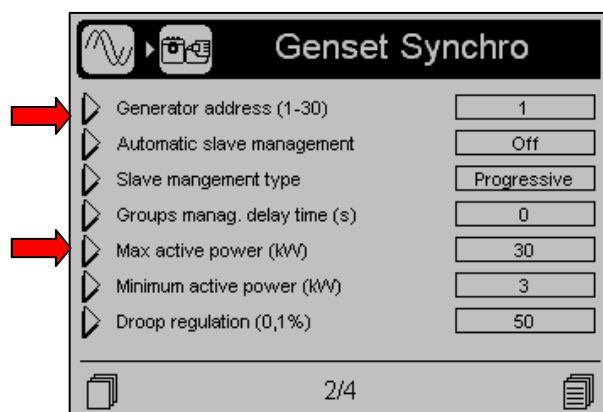 Genset Synchro
Generator address (1-30) 1
Automatic slave management Off
Slave mangement type Progressive
Groups manag. delay time (s) 0
Max active power (kW) 30
Minimum active power (kW) 3
Droop regulation (0,1%) 50
2/4